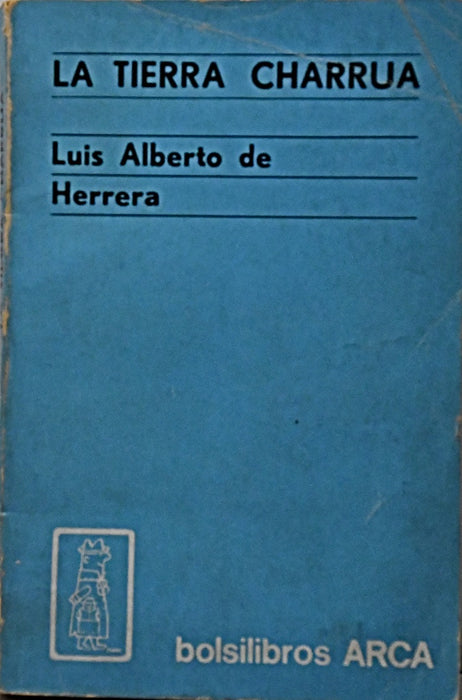 LA TIERRA CHARRUA
Luis Alberto de
Herrera
bolsilibros ARCA